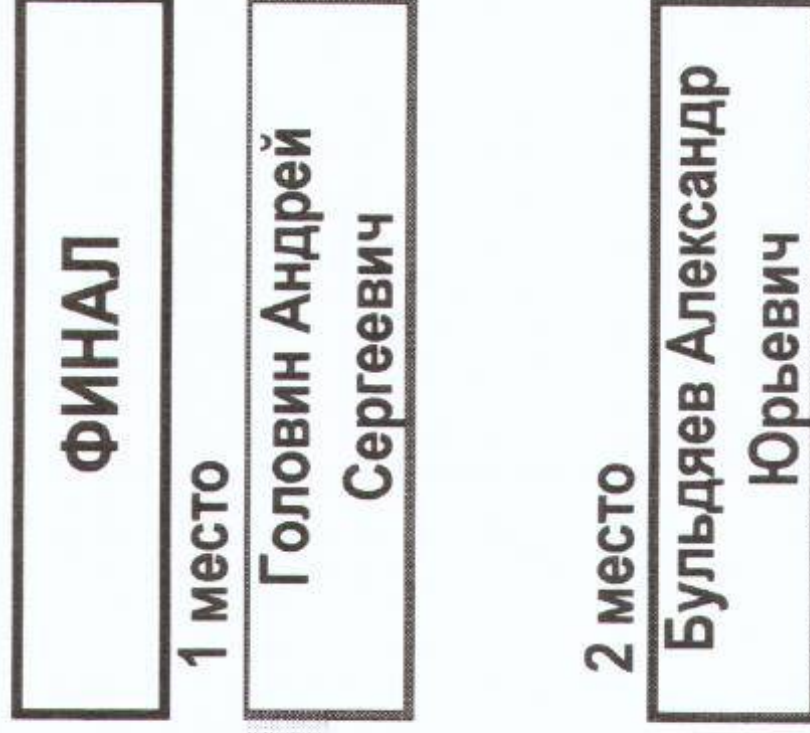 ФИНАЛ
1 место
Головин Андрей
Сергеевич
2 место
Бульдяев Александр
Юрьевич